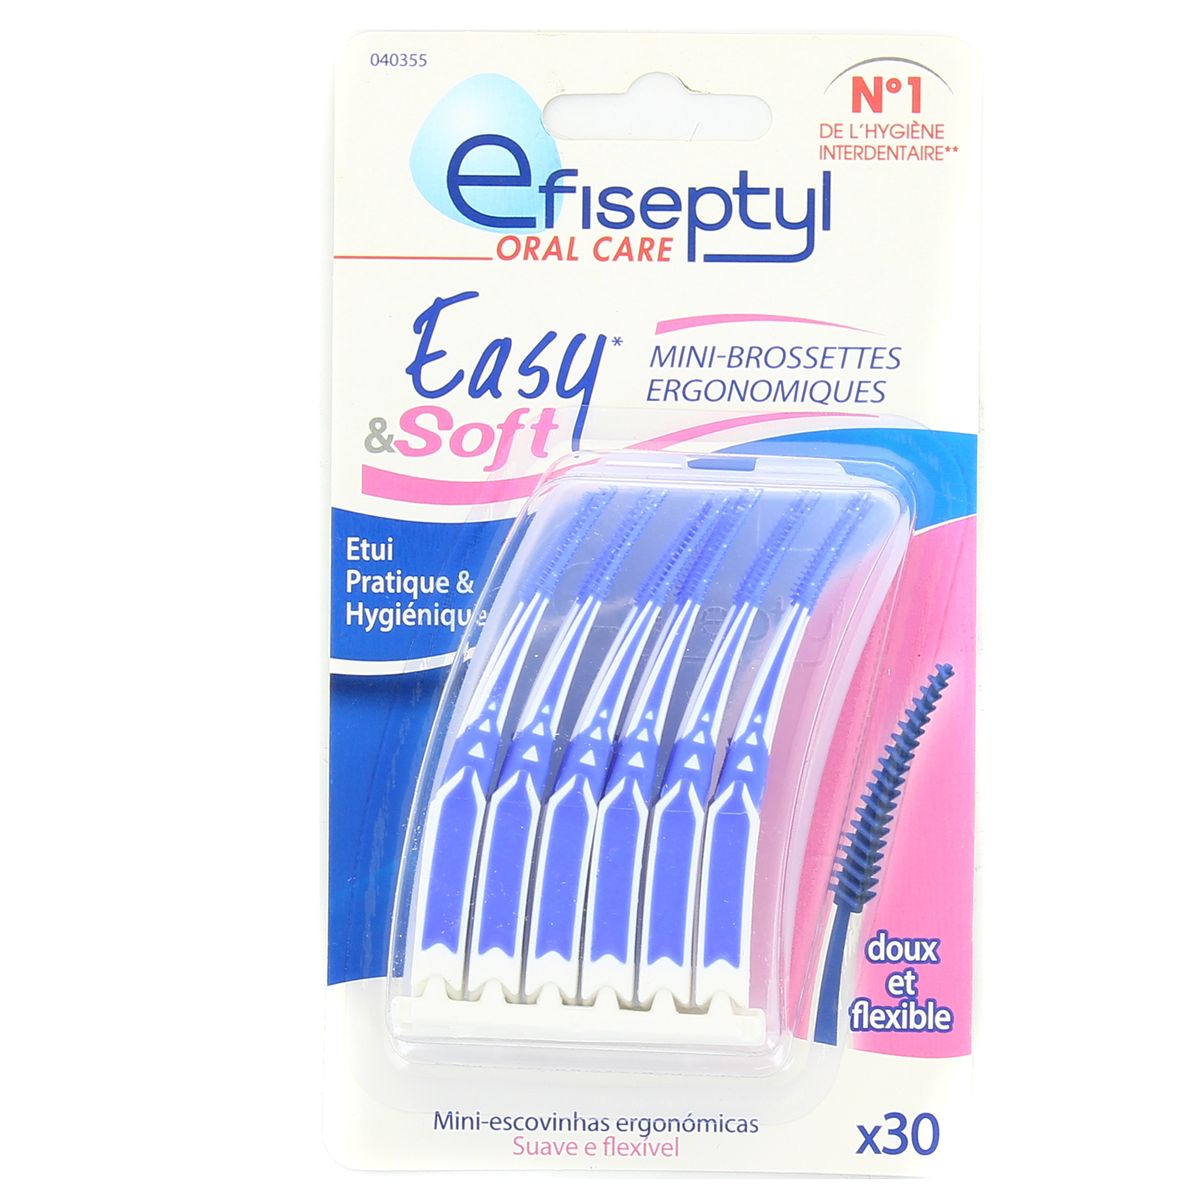 040355
N°1
DE L'HYGIÈNE
INTERDENTAIRE**
efiseptyl
ORAL CARE
Easy*
&Soft
MINI-BROSSETTES
ERGONOMIQUES
Etui
Pratique &
Hygiénique
doux
et
flexible
Mini-escovinhas ergonómicas
Suave e flexível
x30